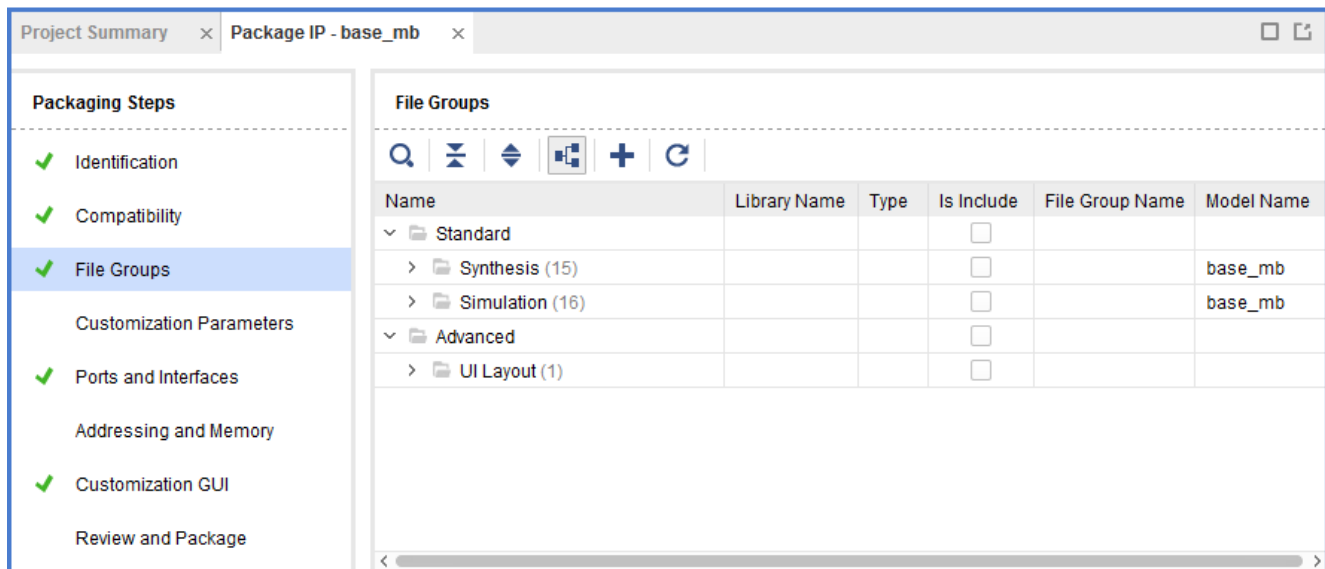 Project Summary × Package IP - base_mb ×
Packaging Steps
Identification
Compatibility
File Groups
Customization Parameters
Ports and Interfaces
Addressing and Memory
Customization GUI
Review and Package
File Groups
Name Library Name Type Is Include File Group Name Model Name
Standard
Synthesis (15) base_mb
Simulation (16) base_mb
Advanced
UI Layout (1)